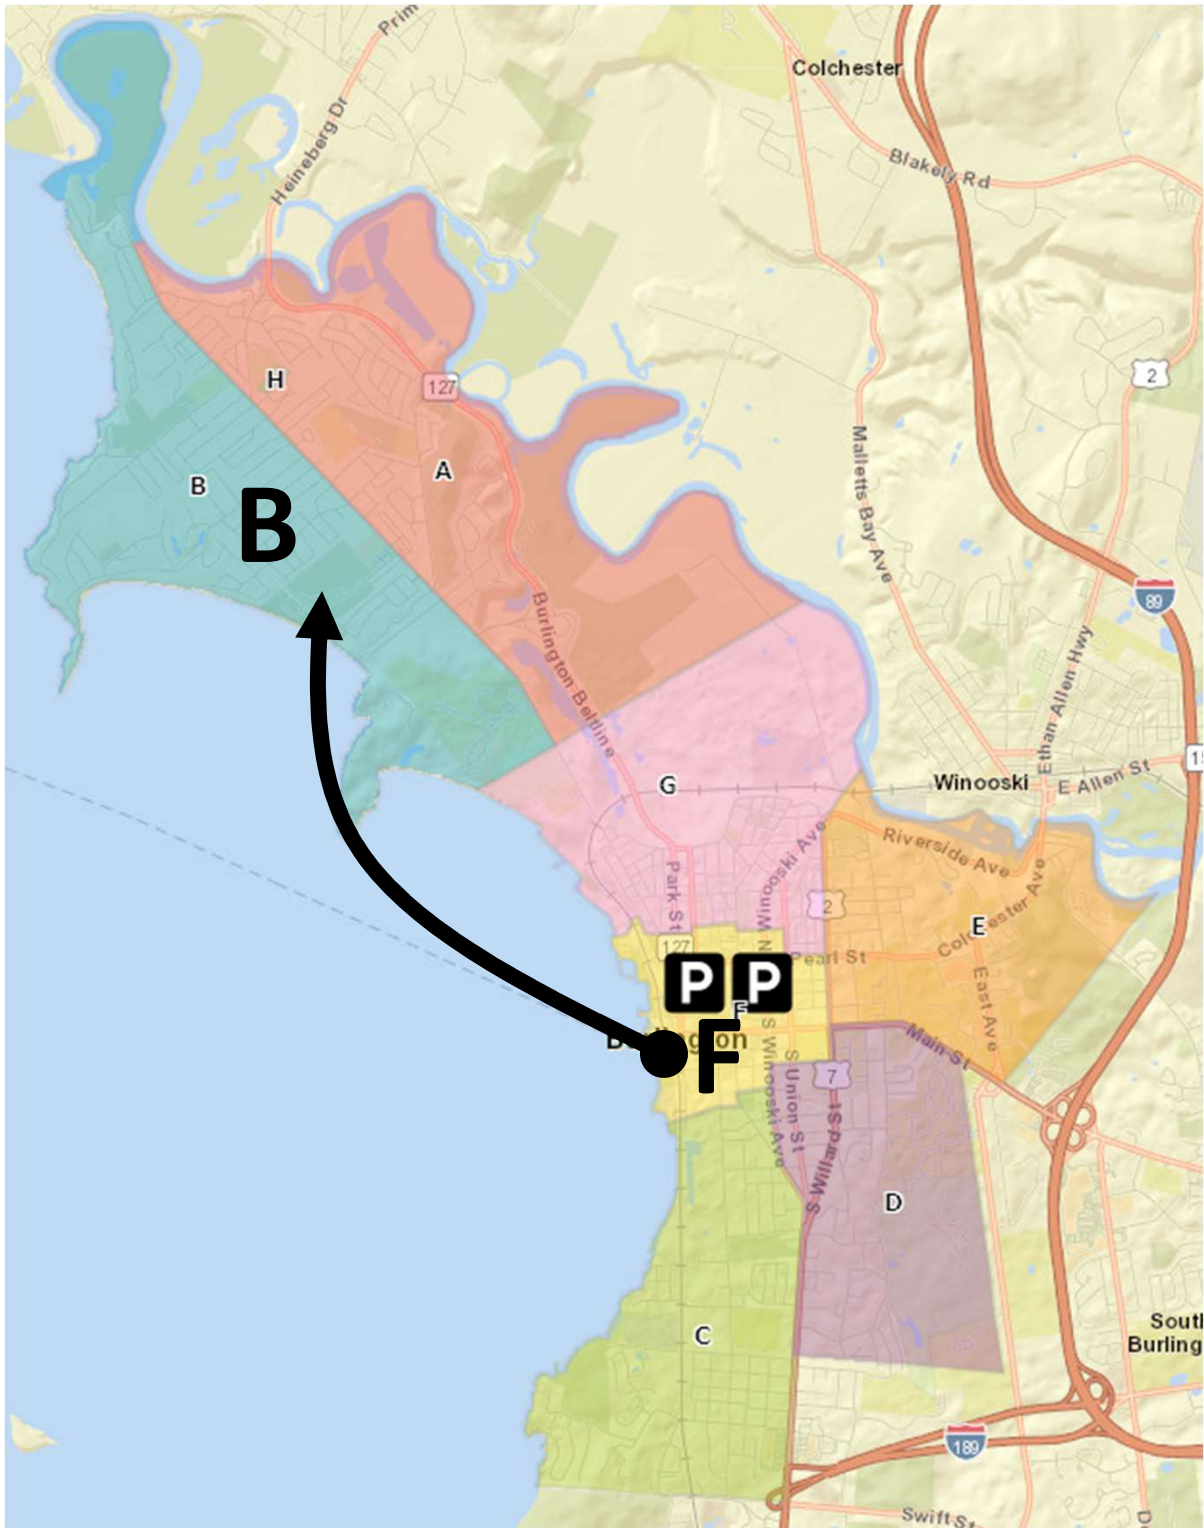 Prim
Colchester
Heineberg Dr
Blakely Rd
2
H
127
A
B
B
Malletts Bay Ave
89
Burlington Beltline
Ethan Allen Hwy
Winooski
E Allen St
G
Riverside Ave
Winooski Ave
Park St
2
Colchester Ave
E
N
127
Pearl St
P
P
East Ave
F
F
Main St
S Winooski Ave
S Union St
7
S Willard St
D
C
South
Burling
189
Swift St